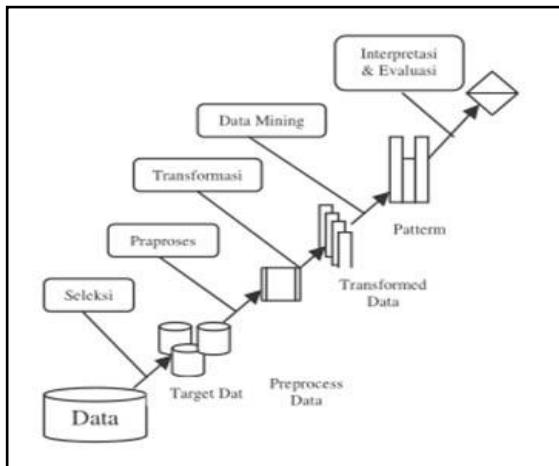 Interpretasi
& Evaluasi
Data Mining
Transformasi
Patterm
Praproses
Transformed
Data
Seleksi
Target Dat
Preprocess
Data
Data